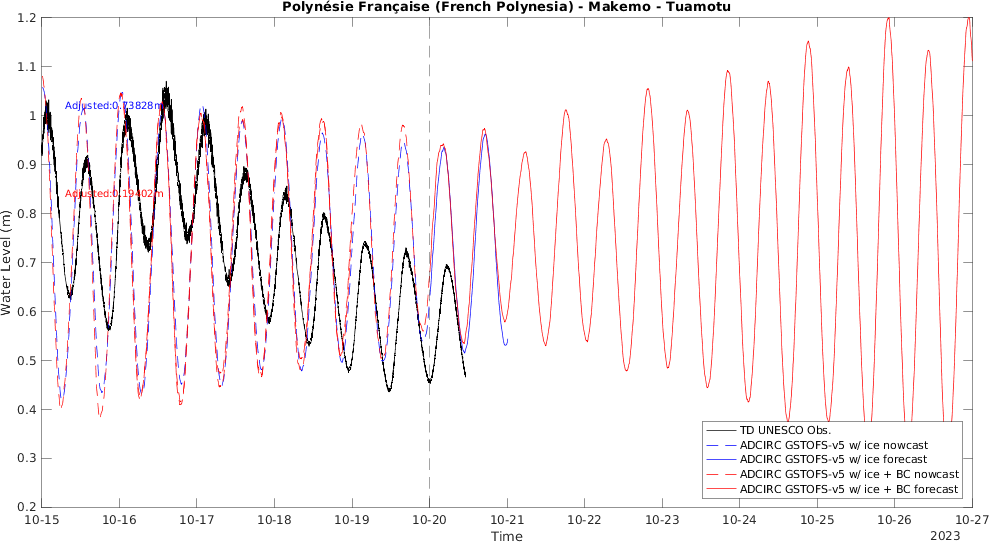 Polynésie Française (French Polynesia) - Makemo - Tuamotu
1.2
1.1
1
0.9
0.8
0.7
0.6
0.5
0.4
0.3
0.2
Water Level (m)
Adjusted:0.73828m
Adjusted:0.19402m
TD UNESCO Obs.
ADCIRC GSTOFS-v5 w/ ice nowcast
ADCIRC GSTOFS-v5 w/ ice forecast
ADCIRC GSTOFS-v5 w/ ice + BC nowcast
ADCIRC GSTOFS-v5 w/ ice + BC forecast
10-15 10-16 10-17 10-18 10-19 10-20 10-21 10-22 10-23 10-24 10-25 10-26 10-27
Time
2023